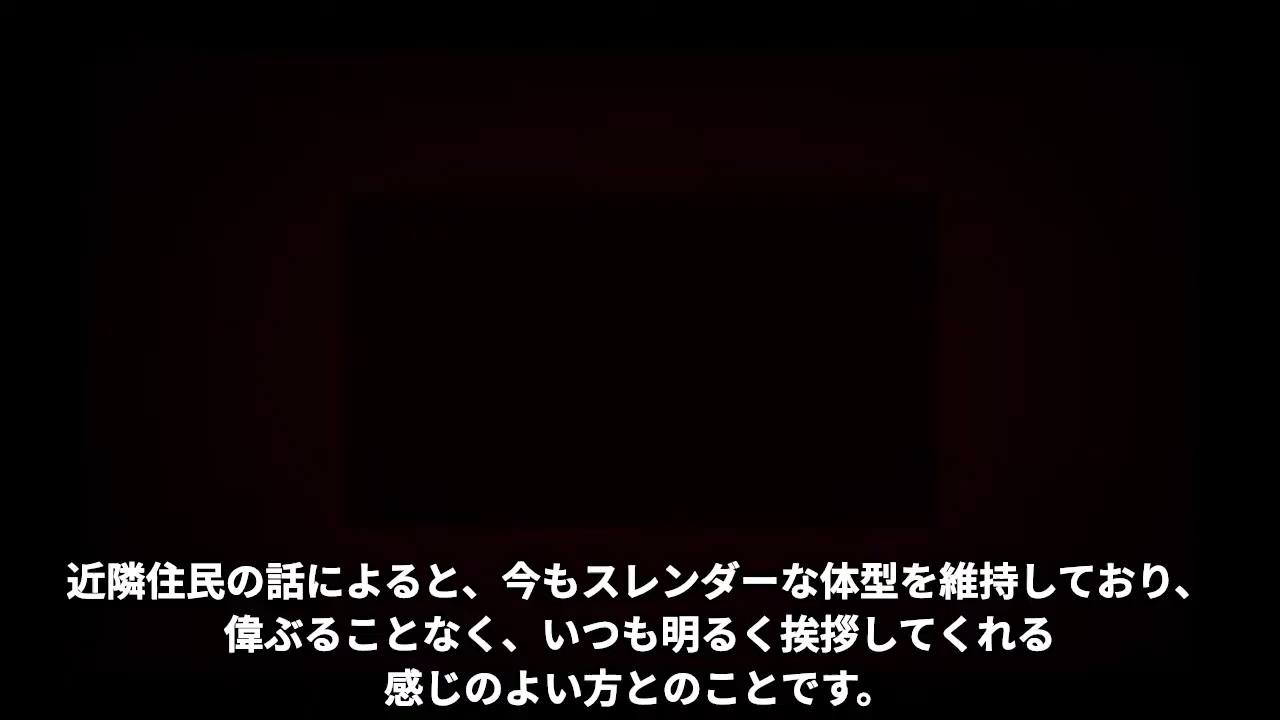 近隣住民の話によると、今もスレンダーな体型を維持しており、
偉ぶることなく、いつも明るく挨拶してくれる
感じのよい方とのことです。